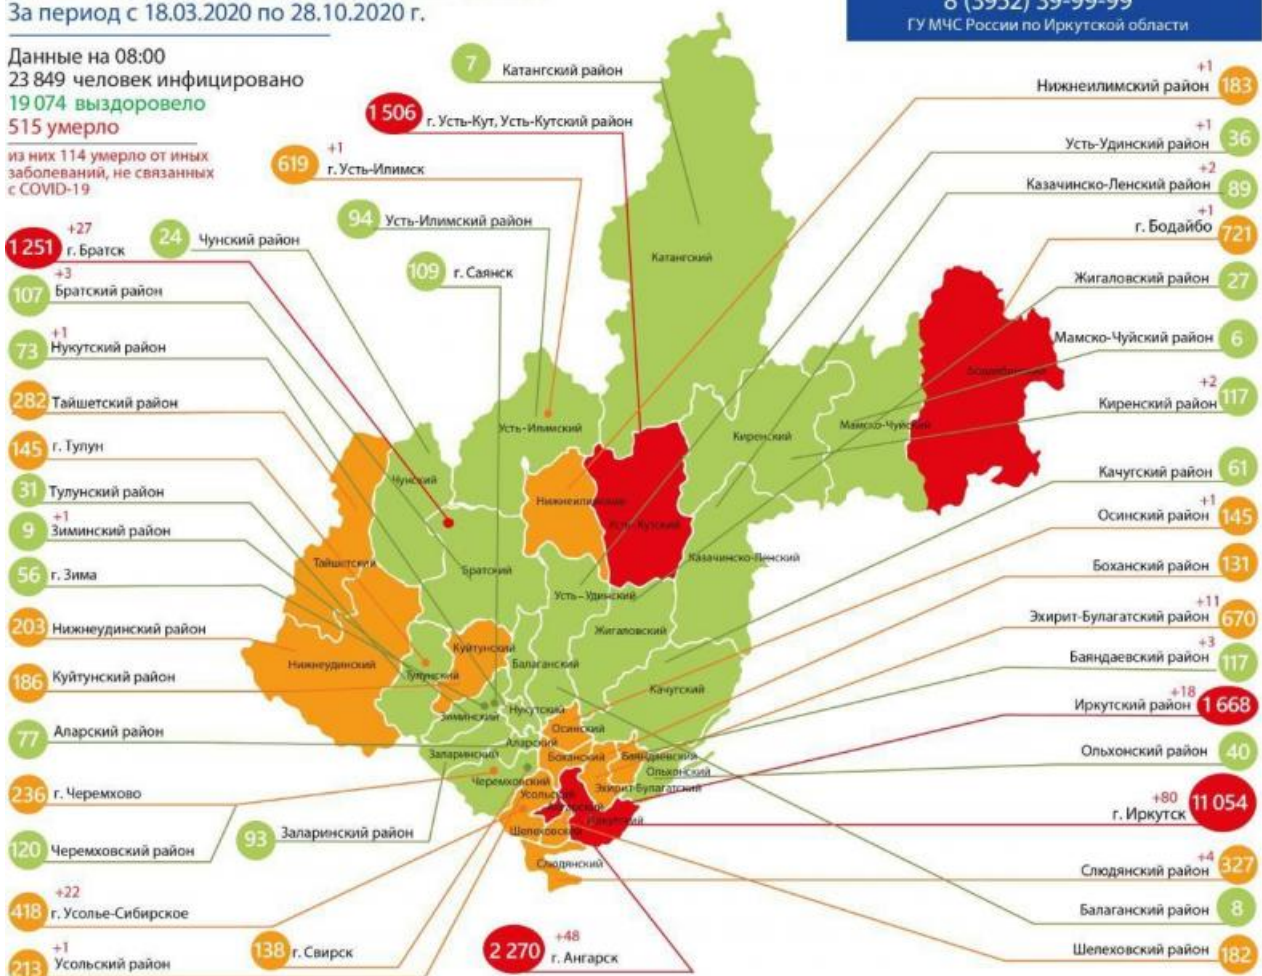 За период с 18.03.2020 по 28.10.2020 г.
8 (3952) 39-99-99
ГУ МЧС России по Иркутской области
Данные на 08:00
23 849 человек инфицировано
19 074 выздоровело
515 умерло
из них 114 умерло от иных
заболеваний, не связанных
с COVID-19
7 Катангский район
1 506 г. Усть-Кут, Усть-Кутский район
+1
619 г. Усть-Илимск
94 Усть-Илимский район
109 г. Саянск
24 Чунский район
+27
1 251 г. Братск
+3
107 Братский район
+1
73 Нукутский район
282 Тайшетский район
145 г. Тулун
31 Тулунский район
+1
9 Зиминский район
56 г. Зима
203 Нижнеудинский район
186 Куйтунский район
77 Аларский район
236 г. Черемхово
120 Черемховский район
93 Заларинский район
+22
418 г. Усолье-Сибирское
+1
213 Усольский район
138 г. Свирск
+48
2 270 г. Ангарск
+1
Нижнеилимский район 183
+1
Усть-Удинский район 36
+2
Казачинско-Ленский район 89
+1
г. Бодайбо 721
Жигаловский район 27
Мамско-Чуйский район 6
+2
Киренский район 117
Качугский район 61
+1
Осинский район 145
Боханский район 131
+11
Эхирит-Булагатский район 670
+3
Баяндаевский район 117
+18
Иркутский район 1 668
Ольхонский район 40
+80
г. Иркутск 11 054
+4
Слюдянский район 327
Балаганский район 8
Шелеховский район 182
Катангский
Бодайбинский
Усть-Илимский
Киренский
Мамско-Чуйский
Чунский
Нижнеилимский
Усть-Кутский
Казачинско-Ленский
Тайшетский
Братский
Усть-Удинский
Жигаловский
Куйтунский
Нижнеудинский
Балаганский
Тулунский
Качугский
Нукутский
Зиминский
Осинский
Аларский
Заларинский
Боханский
Баяндаевский
Ольхонский
Черемховский
Усольский
Эхирит-Булагатский
Ангарский
Иркутский
Шелеховский
Слюдянский